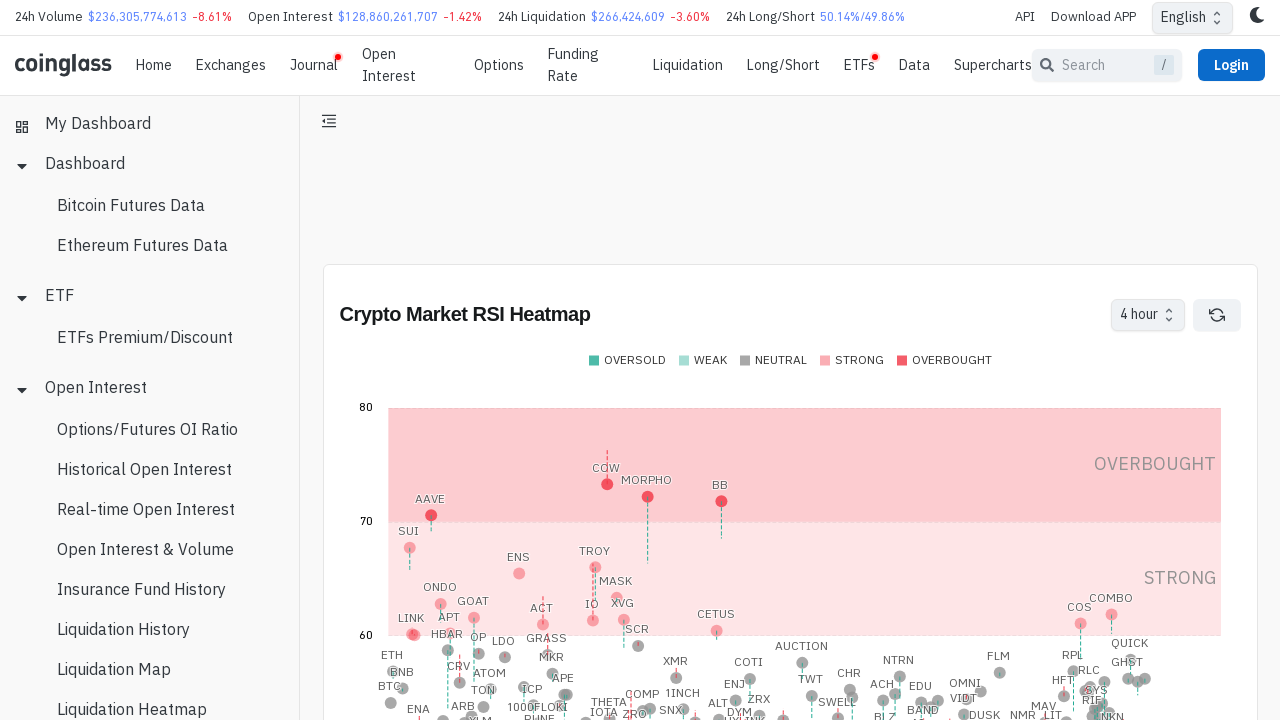 24h Volume $236,305,774,613 -8.61% Open Interest $128,860,261,707 -1.42% 24h Liquidation $266,424,609 -3.60% 24h Long/Short 50.14%/49.86% API Download APP English
coinglass Home Exchanges Journal Open Interest Options Funding Rate Liquidation Long/Short ETFs Data Supercharts Search / Login
My Dashboard
Dashboard
Bitcoin Futures Data
Ethereum Futures Data
ETF
ETFs Premium/Discount
Open Interest
Options/Futures OI Ratio
Historical Open Interest
Real-time Open Interest
Open Interest & Volume
Insurance Fund History
Liquidation History
Liquidation Map
Liquidation Heatmap
Crypto Market RSI Heatmap 4 hour
OVERSOLD WEAK NEUTRAL STRONG OVERBOUGHT
80
OVERBOUGHT
COW
MORPHO
BB
AAVE
70
SUI
TROY
ENS
STRONG
MASK
ONDO
COMBO
GOAT
IO
XVG
ACT
COS
CETUS
LINK
APT
SCR
60
HBAR
OP
GRASS
LDO
QUICK
AUCTION
ETH
MKR
RPL
FLM
NTRN
XMR
COTI
GHST
CRV
BNB
ATOM
RLC
CHR
APE
TWT
HFT
BTC
TON
ICP
ENJ
ACH
EDU
OMNI
SYS
COMP
1INCH
VIDT
RIF
ENA
ARB
1000FLOKI
THETA
ZRX
ALT
SWELL
MAV
IOTA
ZRO
SNX
DYM
BAND
DUSK
NMR
LIT
BLZ